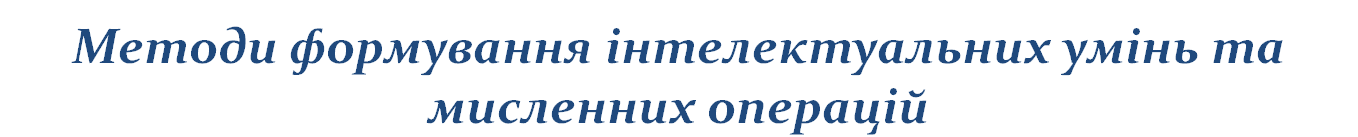 Методи формування інтелектуальних умінь та
мисленних операцій